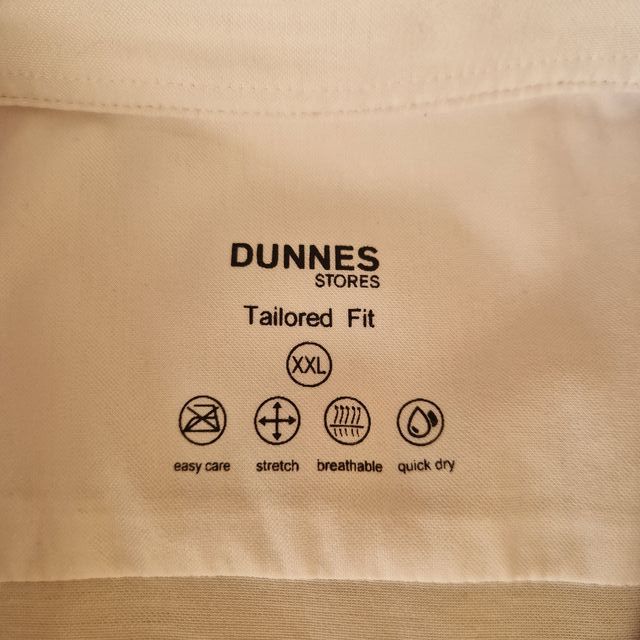 DUNNES
STORES
Tailored Fit
XXL
easy care stretch breathable quick dry